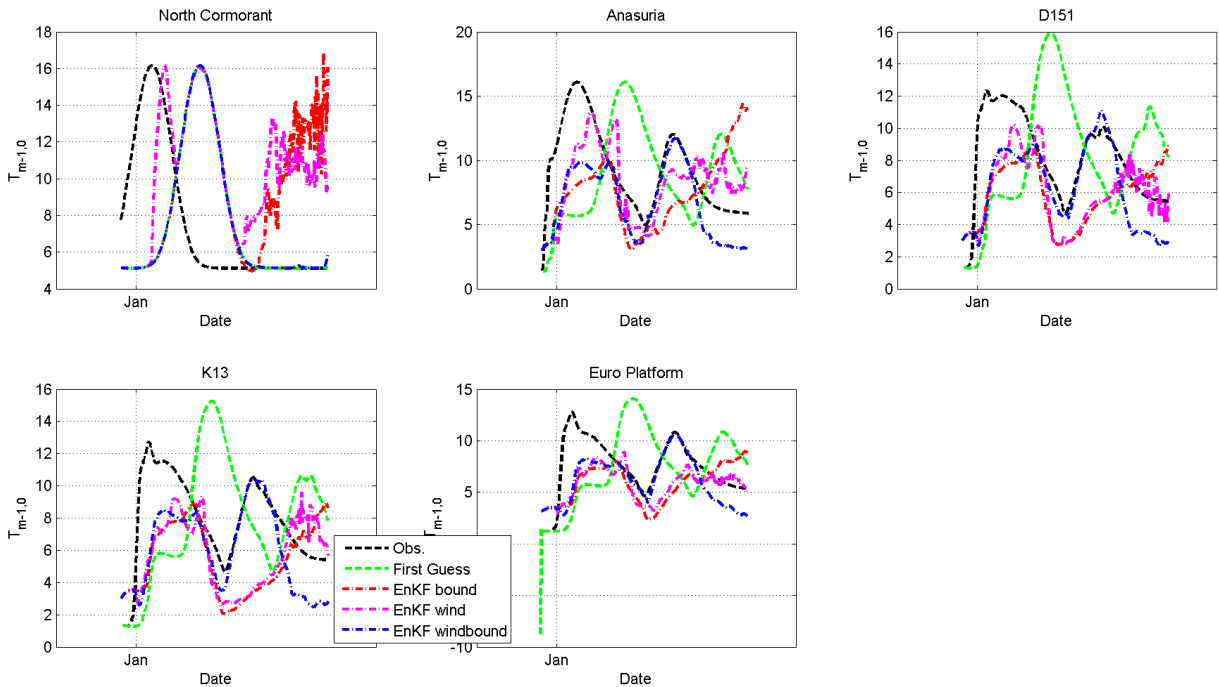 North Cormorant
18
16
14
12
10
8
6
4
T_m-1,0
Jan
Date
Anasuria
20
15
10
5
0
T_m-1,0
Jan
Date
D151
16
14
12
10
8
6
4
2
0
T_m-1,0
Jan
Date
K13
16
14
12
10
8
6
4
2
0
T_m-1,0
Jan
Date
Euro Platform
15
10
5
-10
T_m-1,0
Jan
Date
Obs.
First Guess
EnKF bound
EnKF wind
EnKF windbound